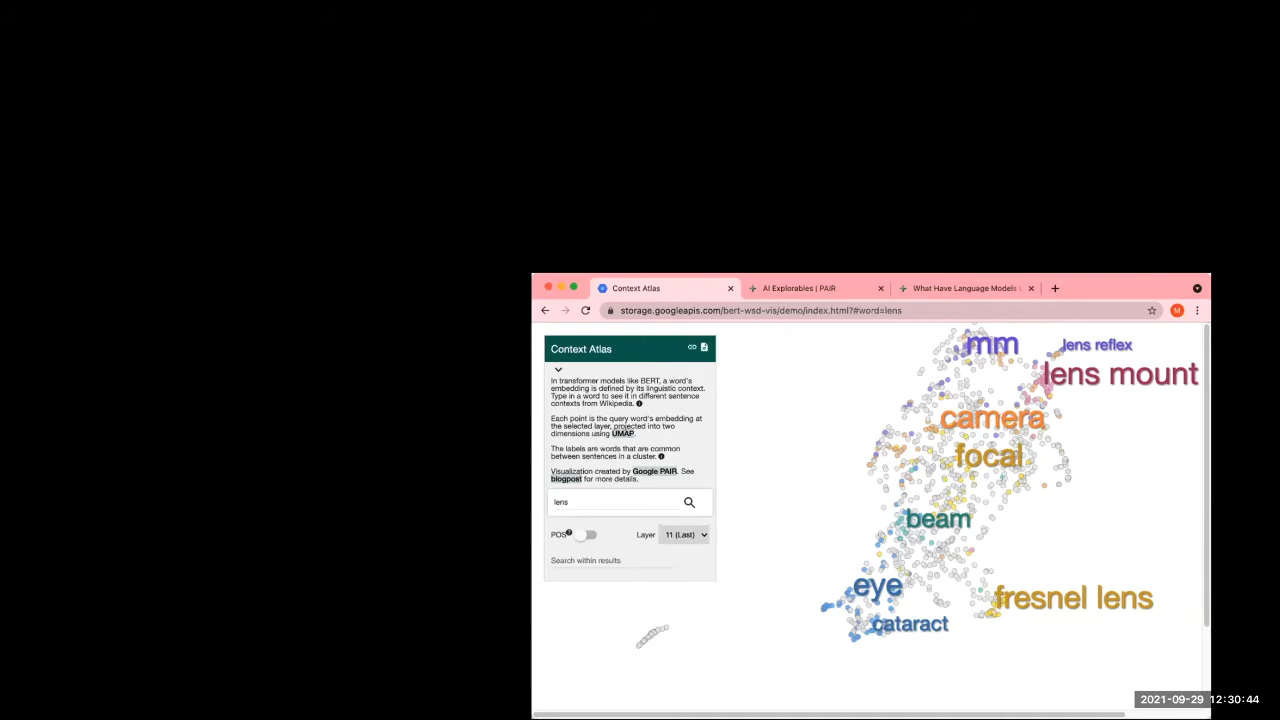 Context Atlas
AI Explorables | PAIR
What Have Language Models
storage.googleapis.com/bert-wsd-vis/demo/index.html?#word=lens
M
Context Atlas
In transformer models like BERT, a word's
embedding is defined by its linguistic context.
Type in a word to see it in different sentence
contexts from Wikipedia.
Each point is the query word's embedding at
the selected layer, projected into two
dimensions using UMAP.
The labels are words that are common
between sentences in a cluster.
Visualization created by Google PAIR. See
blogpost for more details.
lens
POS
Layer
11 (Last)
Search within results
mm
lens reflex
lens mount
camera
focal
beam
eye
fresnel lens
cataract
2021-09-29 12:30:44